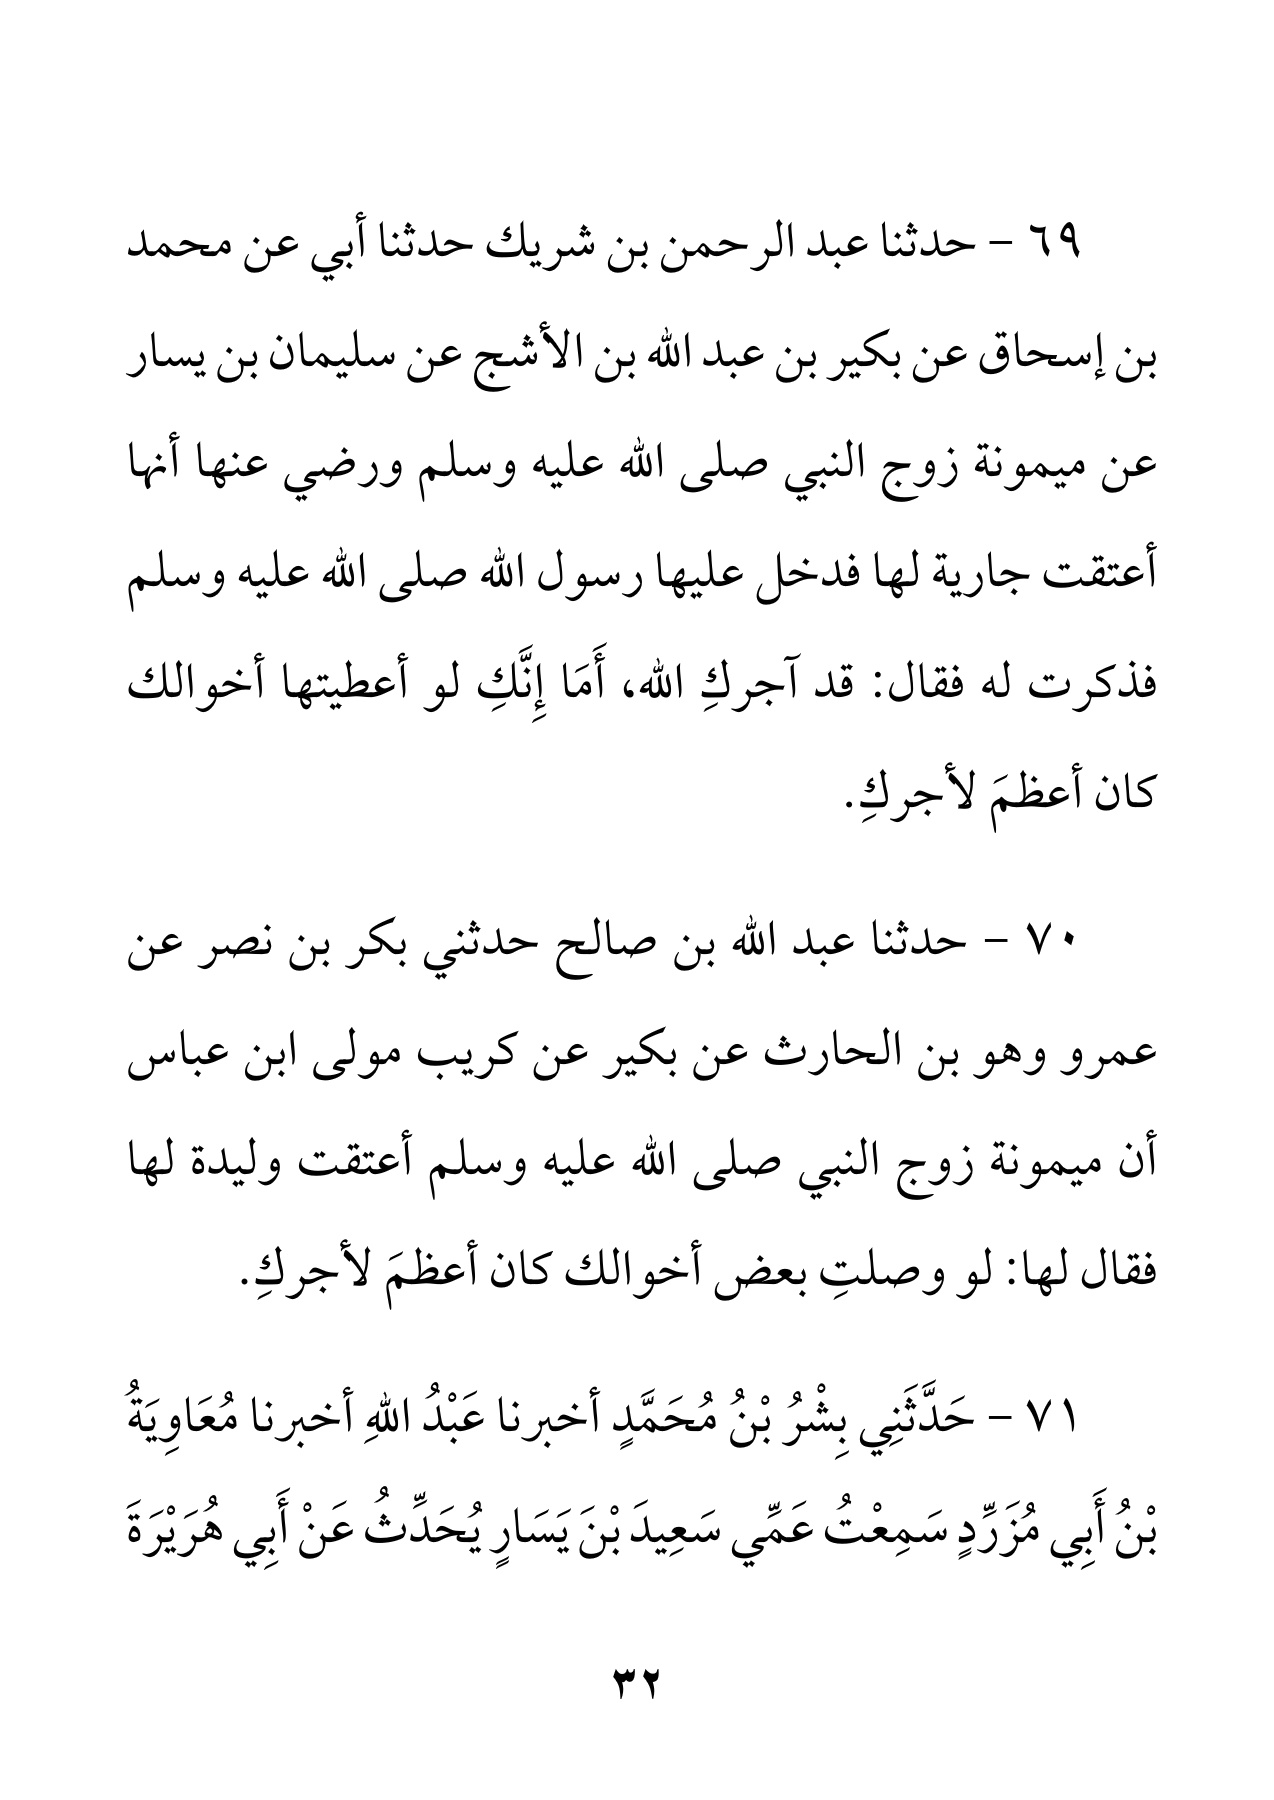 ٦٩ – حدثنا عبد الرحمن بن شريك حدثنا أبي عن محمد
بن إسحاق عن بكير بن عبد الله بن الأشج عن سليمان بن يسار
عن ميمونة زوج النبي صلى الله عليه وسلم ورضي عنها أنها
أعتقت جارية لها فدخل عليها رسول الله صلى الله عليه وسلم
فذكرت له فقال: قد آجركِ الله، أَمَا إِنَّكِ لو أعطيتها أخوالك
كان أعظمَ لأجركِ.
٧٠ – حدثنا عبد الله بن صالح حدثني بكر بن نصر عن
عمرو وهو بن الحارث عن بكير عن كريب مولى ابن عباس
أن ميمونة زوج النبي صلى الله عليه وسلم أعتقت وليدة لها
فقال لها: لو وصلتِ بعض أخوالك كان أعظمَ لأجركِ.
٧١ – حَدَّثَنِي بِشْرُ بْنُ مُحَمَّدٍ أخبرنا عَبْدُ اللهِ أخبرنا مُعَاوِيَةُ
بْنُ أَبِي مُزَرِّدٍ سَمِعْتُ عَمِّي سَعِيدَ بْنَ يَسَارٍ يُحَدِّثُ عَنْ أَبِي هُرَيْرَةَ
٣٢